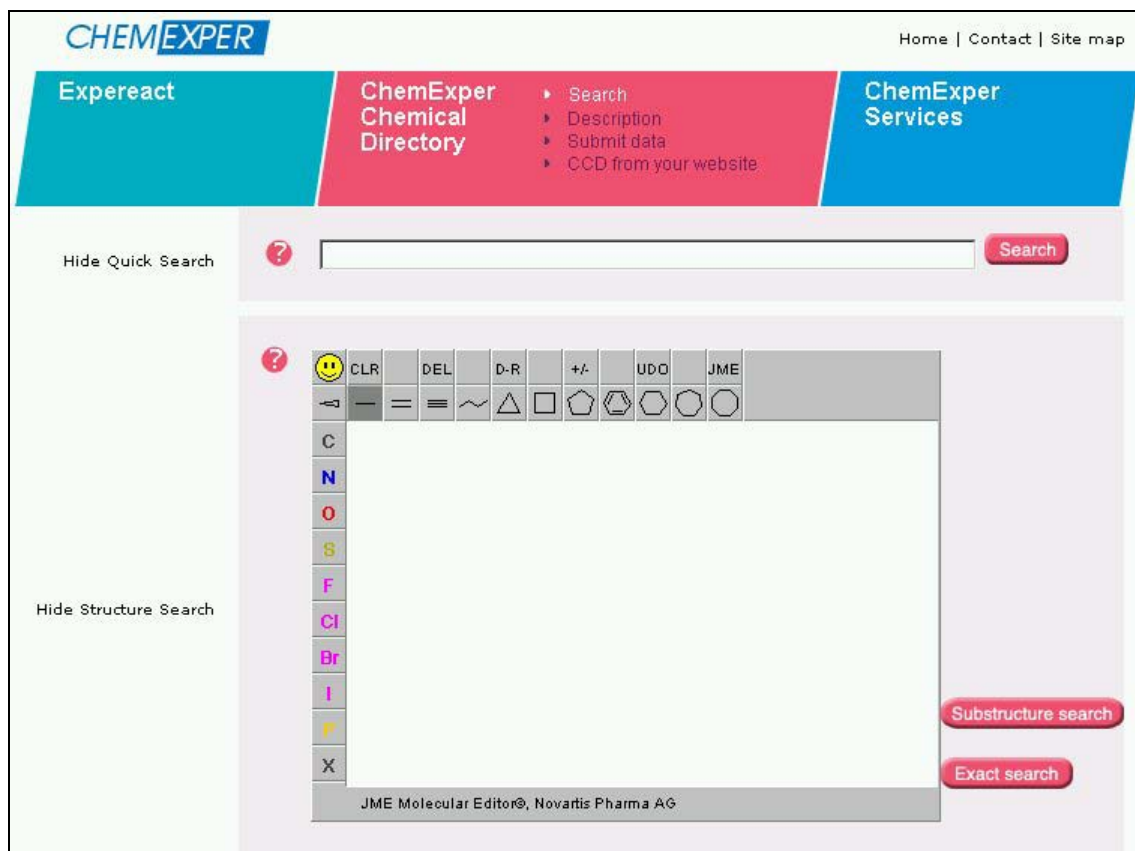 CHEMEXPER
Home | Contact | Site map
Expereact
ChemExper
Chemical
Directory
Search
Description
Submit data
CCD from your website
ChemExper
Services
Hide Quick Search
?
Search
?
CLR DEL D-R +/- UDO JME
C
N
O
S
F
Cl
Br
I
P
X
Hide Structure Search
Substructure search
Exact search
JME Molecular Editor®, Novartis Pharma AG